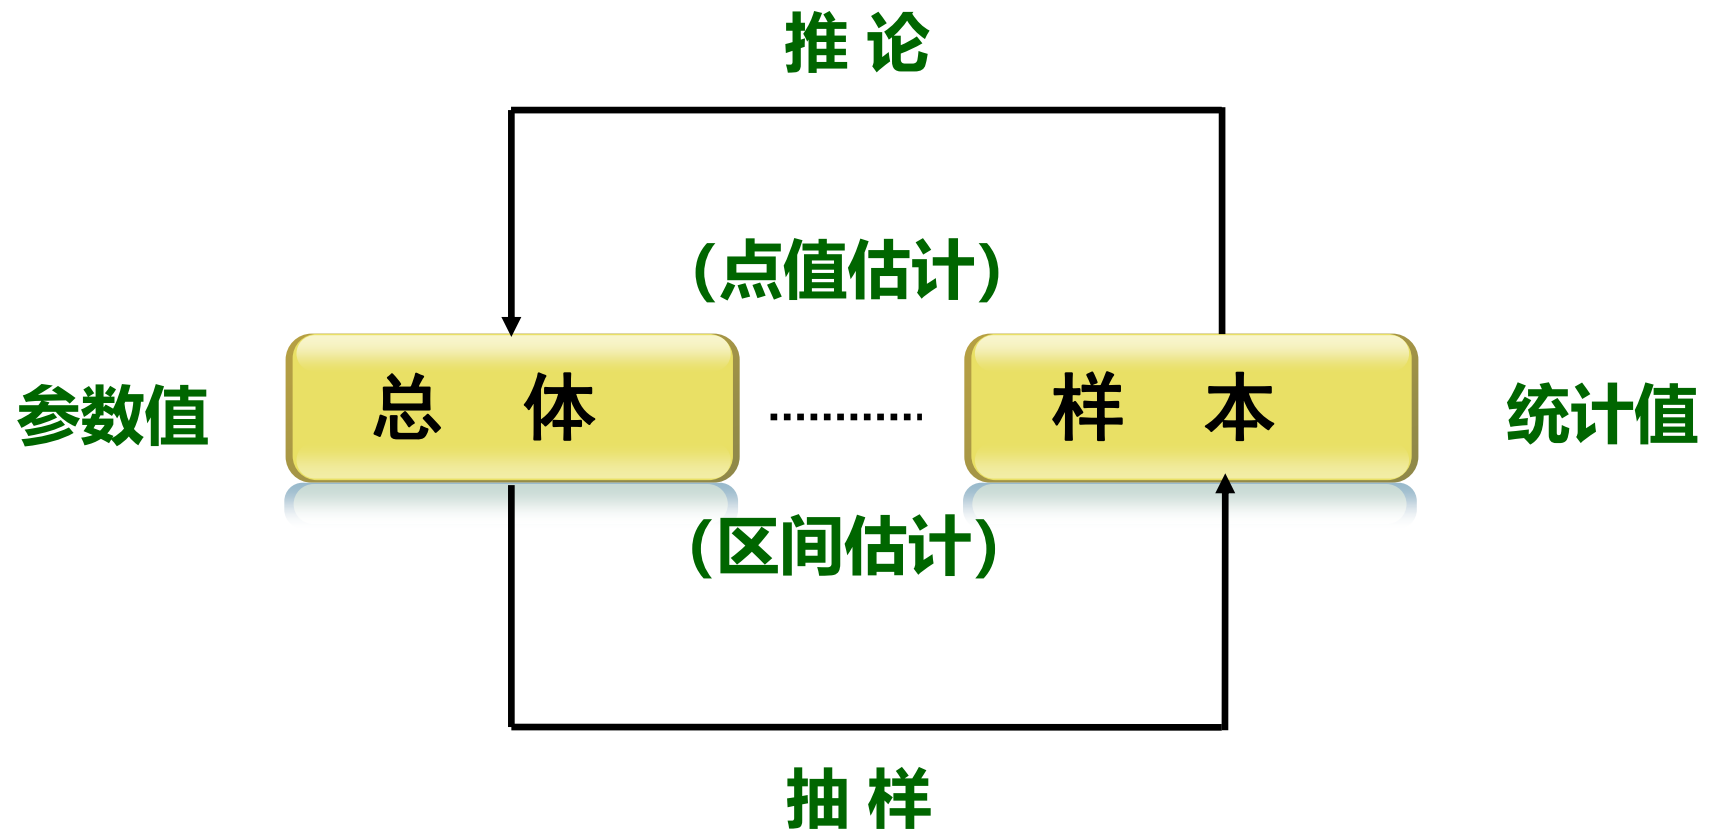 推 论
(点值估计)
参数值
总 体
样 本
统计值
(区间估计)
抽 样